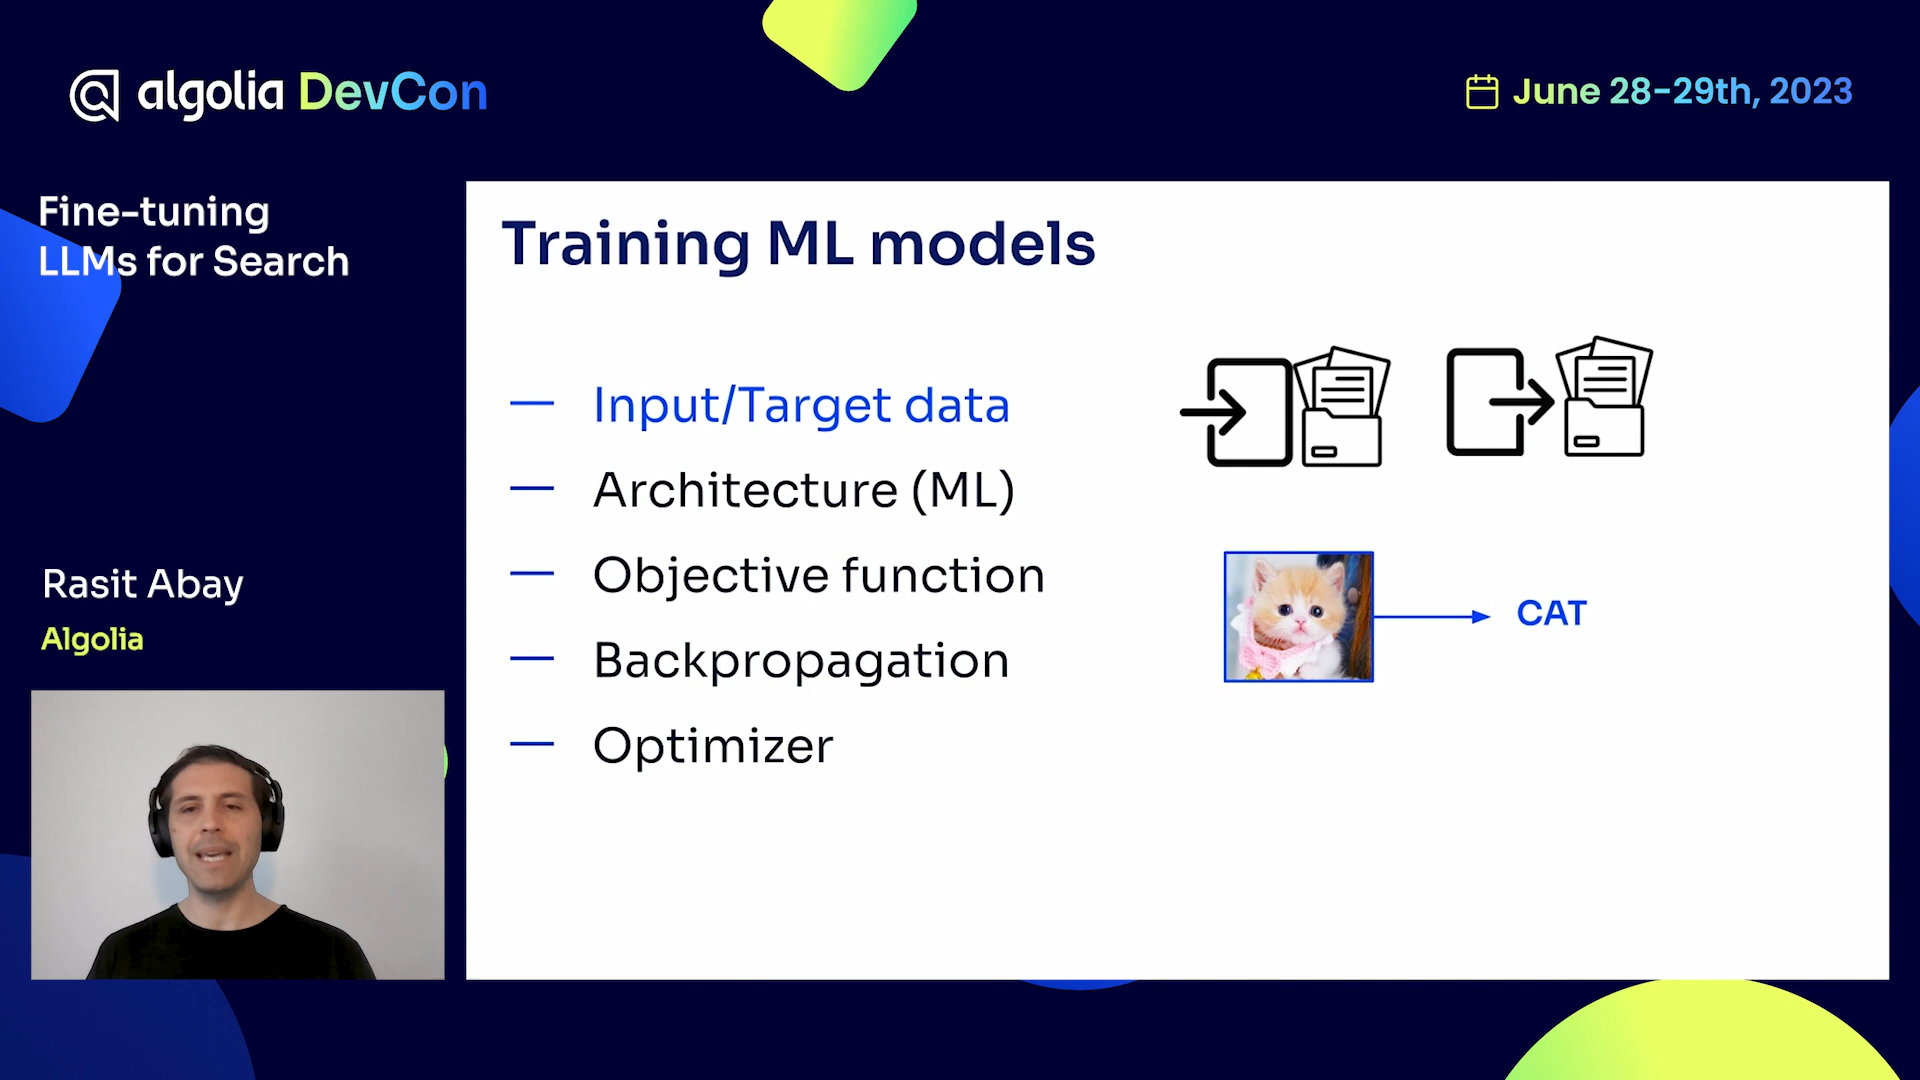 algolia DevCon
June 28-29th, 2023
Fine-tuning
LLMs for Search
Training ML models
— Input/Target data
— Architecture (ML)
— Objective function
— Backpropagation
— Optimizer
CAT
Rasit Abay
Algolia